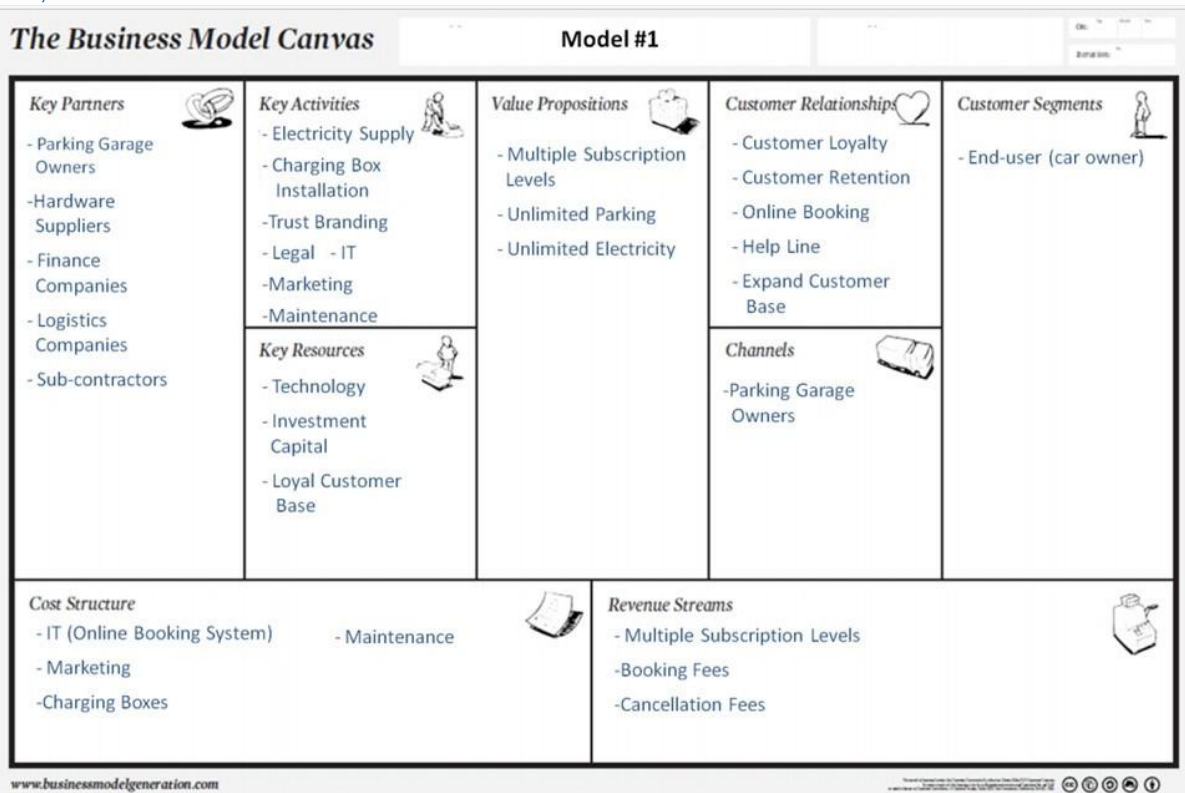 The Business Model Canvas
Model #1
Key Partners
- Parking Garage
Owners
-Hardware
Suppliers
- Finance
Companies
- Logistics
Companies
- Sub-contractors
Key Activities
- Electricity Supply
- Charging Box
Installation
-Trust Branding
- Legal - IT
-Marketing
-Maintenance
Key Resources
- Technology
- Investment
Capital
- Loyal Customer
Base
Value Propositions
- Multiple Subscription
Levels
- Unlimited Parking
- Unlimited Electricity
Customer Relationships
- Customer Loyalty
- Customer Retention
- Online Booking
- Help Line
- Expand Customer
Base
Channels
-Parking Garage
Owners
Customer Segments
- End-user (car owner)
Cost Structure
- IT (Online Booking System)
- Marketing
-Charging Boxes
- Maintenance
Revenue Streams
- Multiple Subscription Levels
-Booking Fees
-Cancellation Fees
www.businessmodelgeneration.com